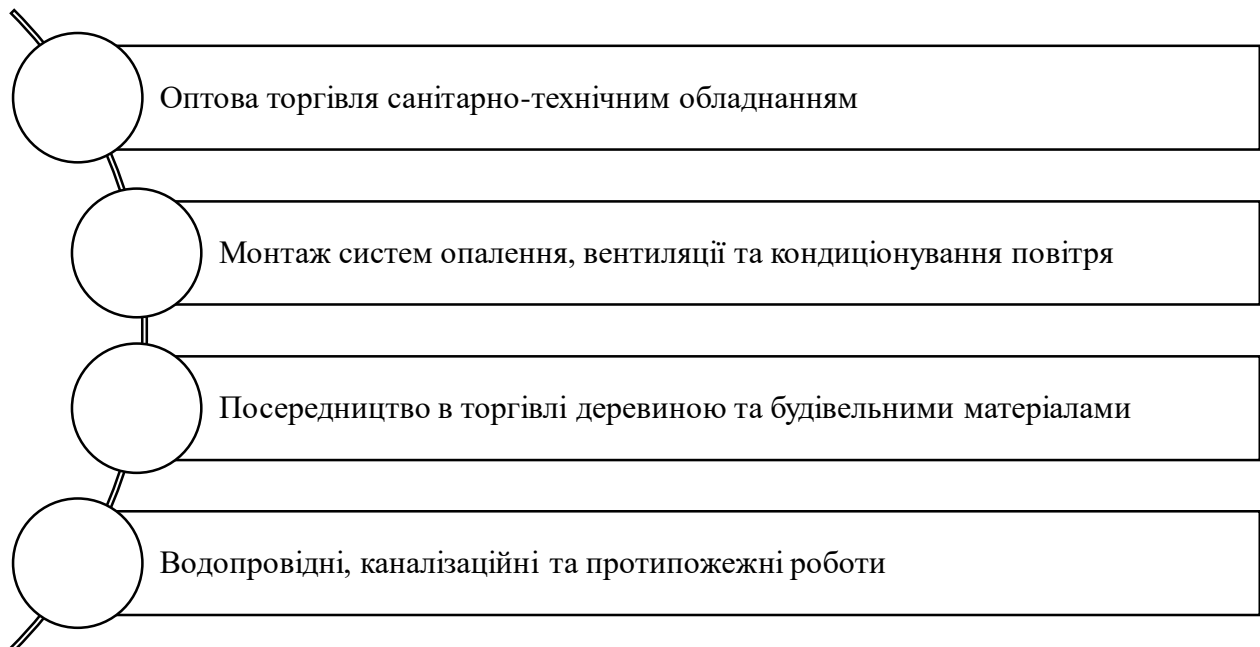 Оптова торгівля санітарно-технічним обладнанням
Монтаж систем опалення, вентиляції та кондиціонування повітря
Посередництво в торгівлі деревиною та будівельними матеріалами
Водопровідні, каналізаційні та протипожежні роботи